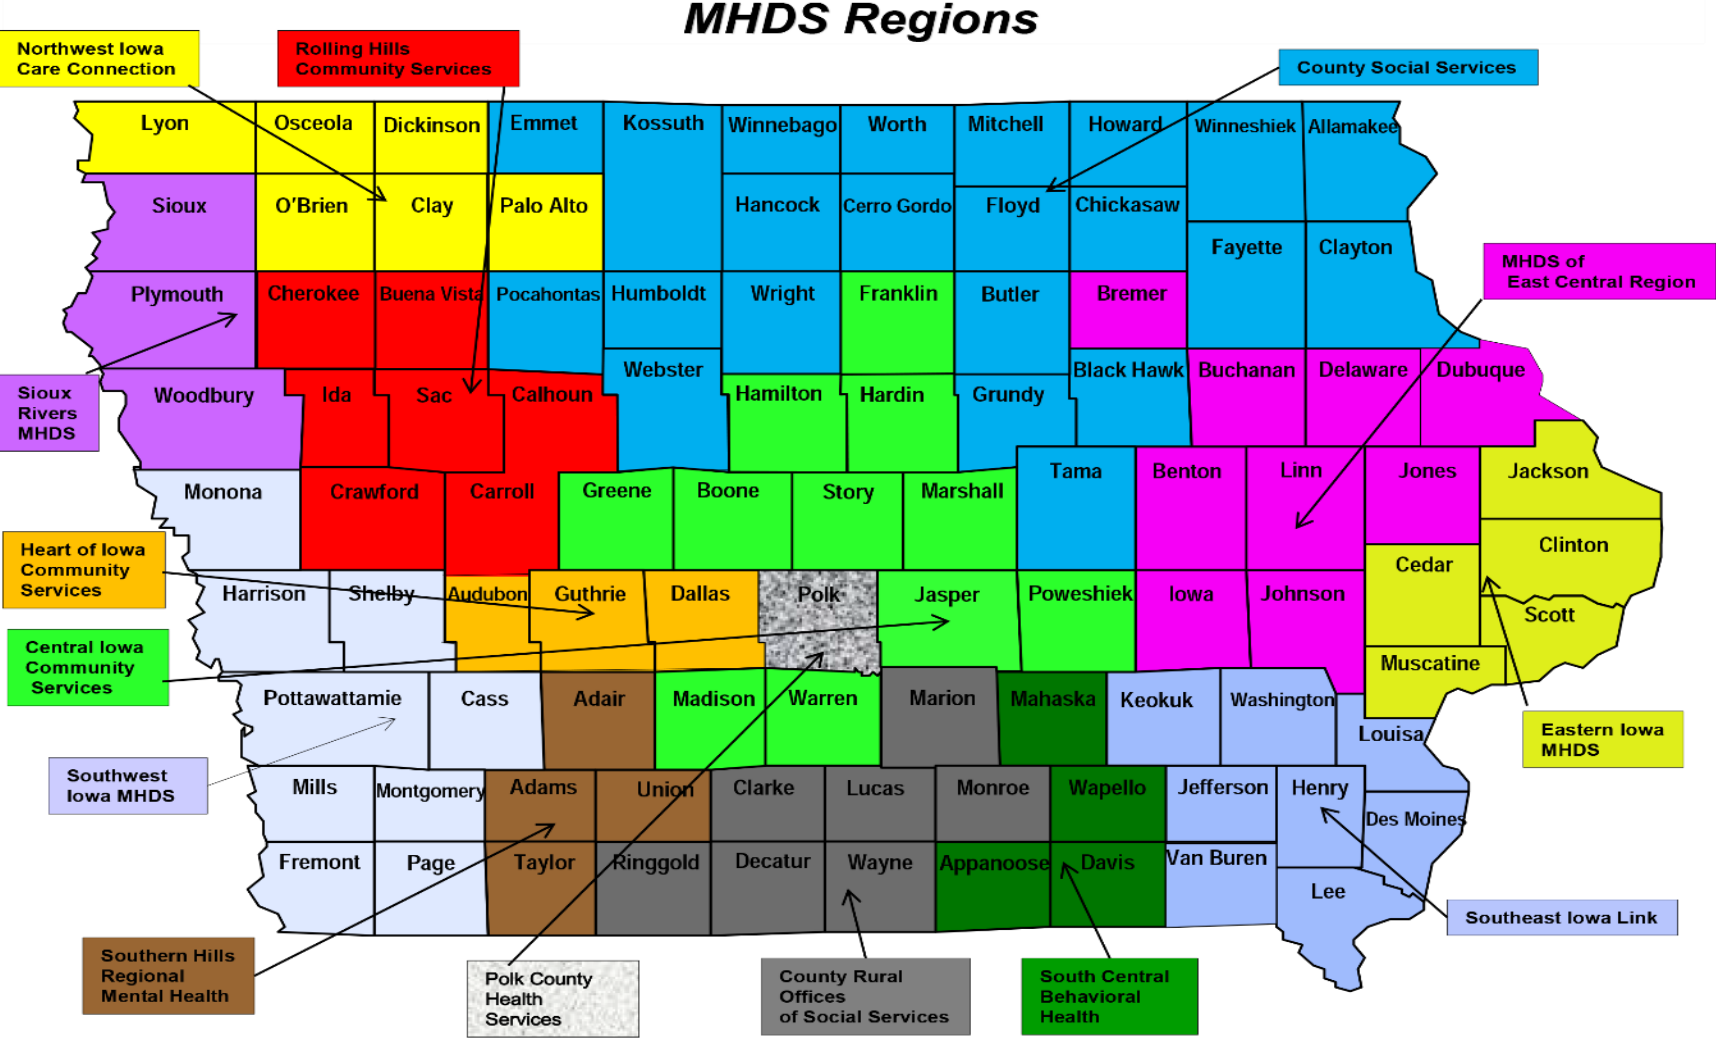 MHDS Regions
Northwest Iowa
Care Connection
Rolling Hills
Community Services
County Social Services
Lyon
Osceola
Dickinson
Emmet
Kossuth
Winnebago
Worth
Mitchell
Howard
Winneshiek
Allamakee
Sioux
O'Brien
Clay
Palo Alto
Hancock
Cerro Gordo
Floyd
Chickasaw
Fayette
Clayton
MHDS of
East Central Region
Plymouth
Cherokee
Buena Vista
Pocahontas
Humboldt
Wright
Franklin
Butler
Bremer
Sioux
Rivers
MHDS
Woodbury
Ida
Sac
Calhoun
Webster
Hamilton
Hardin
Grundy
Black Hawk
Buchanan
Delaware
Dubuque
Monona
Crawford
Carroll
Greene
Boone
Story
Marshall
Tama
Benton
Linn
Jones
Jackson
Heart of Iowa
Community
Services
Clinton
Cedar
Harrison
Shelby
Audubon
Guthrie
Dallas
Polk
Jasper
Poweshiek
Iowa
Johnson
Scott
Central Iowa
Community
Services
Muscatine
Pottawattamie
Cass
Adair
Madison
Warren
Marion
Mahaska
Keokuk
Washington
Louisa
Eastern Iowa
MHDS
Southwest
Iowa MHDS
Mills
Montgomery
Adams
Union
Clarke
Lucas
Monroe
Wapello
Jefferson
Henry
Des Moines
Fremont
Page
Taylor
Ringgold
Decatur
Wayne
Appanoose
Davis
Van Buren
Lee
Southeast Iowa Link
Southern Hills
Regional
Mental Health
Polk County
Health
Services
County Rural
Offices
of Social Services
South Central
Behavioral
Health